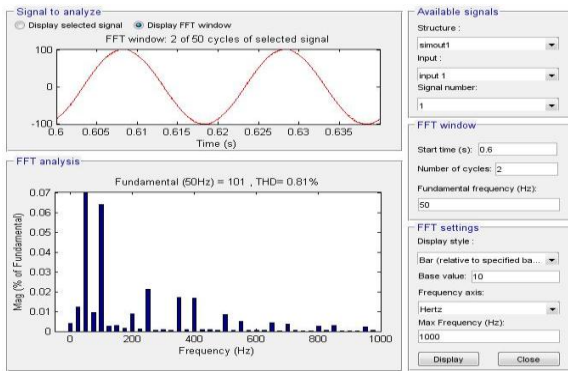 Signal to analyze
Display selected signal
Display FFT window
FFT window: 2 of 50 cycles of selected signal
100
0
-100
0.6 0.605 0.61 0.615 0.62 0.625 0.63 0.635
Time (s)
FFT analysis
Fundamental (50Hz) = 101 , THD= 0.81%
0.07
0.06
0.05
0.04
0.03
0.02
0.01
0
0 200 400 600 800 1000
Mag (% of Fundamental)
Frequency (Hz)
Available signals
Structure :
simout1
Input :
input 1
Signal number:
1
FFT window
Start time (s): 0.6
Number of cycles: 2
Fundamental frequency (Hz):
50
FFT settings
Display style :
Bar (relative to specified ba...
Base value: 10
Frequency axis:
Hertz
Max Frequency (Hz):
1000
Display
Close